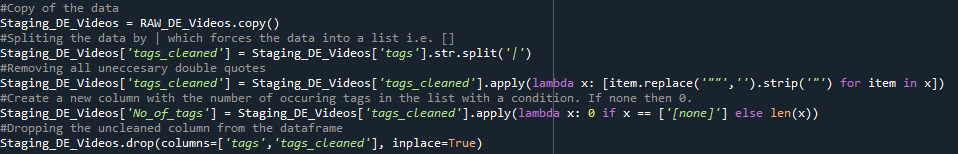 #Copy of the data
Staging_DE_Videos = RAW_DE_Videos.copy()
#Spliting the data by | which forces the data into a list i.e. []
Staging_DE_Videos['tags_cleaned'] = Staging_DE_Videos['tags'].str.split('|')
#Removing all uneccesary double quotes
Staging_DE_Videos['tags_cleaned'] = Staging_DE_Videos['tags_cleaned'].apply(lambda x: [item.replace('""','').strip('"') for item in x])
#Create a new column with the number of occuring tags in the list with a condition. If none then 0.
Staging_DE_Videos['No_of_tags'] = Staging_DE_Videos['tags_cleaned'].apply(lambda x: 0 if x == ['[none]'] else len(x))
#Dropping the uncleaned column from the dataframe
Staging_DE_Videos.drop(columns=['tags','tags_cleaned'], inplace=True)